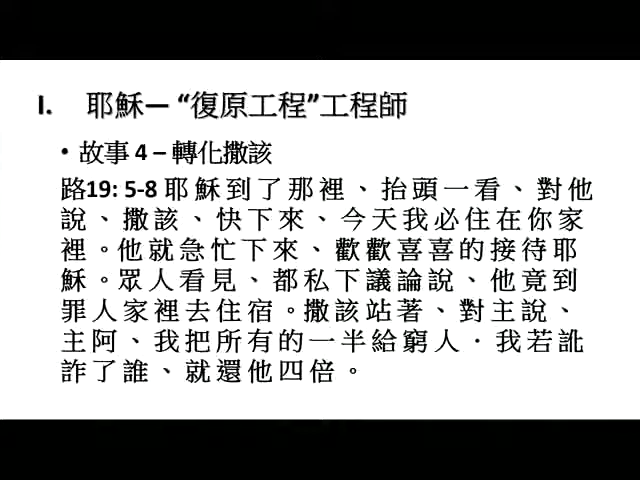 I. 耶穌— “復原工程”工程師
• 故事 4 – 轉化撒該
路19: 5-8 耶穌到了那裡、抬頭一看、對他
說、撒該、快下來、今天我必住在你家
裡。他就急忙下來、歡歡喜喜的接待耶
穌。眾人看見、都私下議論說、他竟到
罪人家裡去住宿。撒該站著、對主說、
主阿、我把所有的一半給窮人．我若訛
詐了誰、就還他四倍。